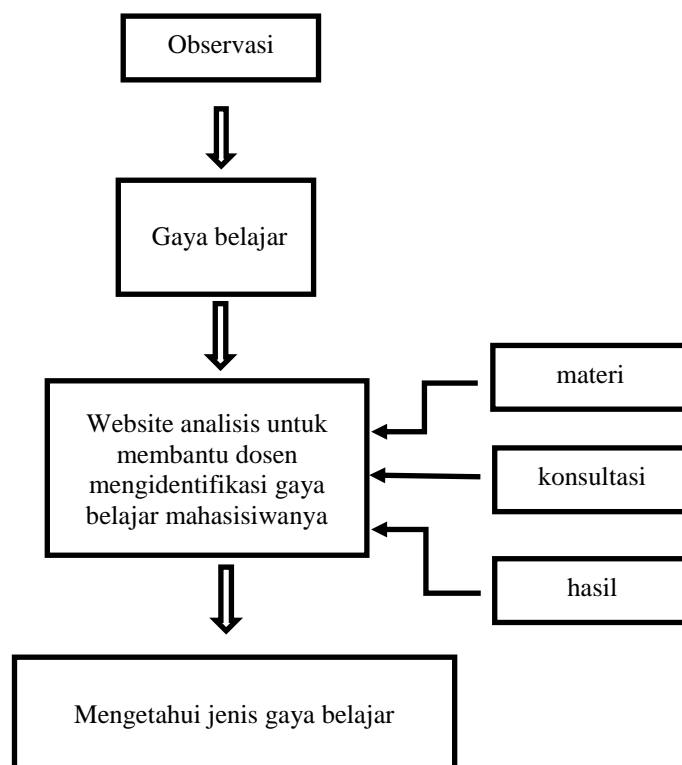 Observasi
Gaya belajar
Website analisis untuk
membantu dosen
mengidentifikasi gaya
belajar mahasisiwanya
materi
konsultasi
hasil
Mengetahui jenis gaya belajar